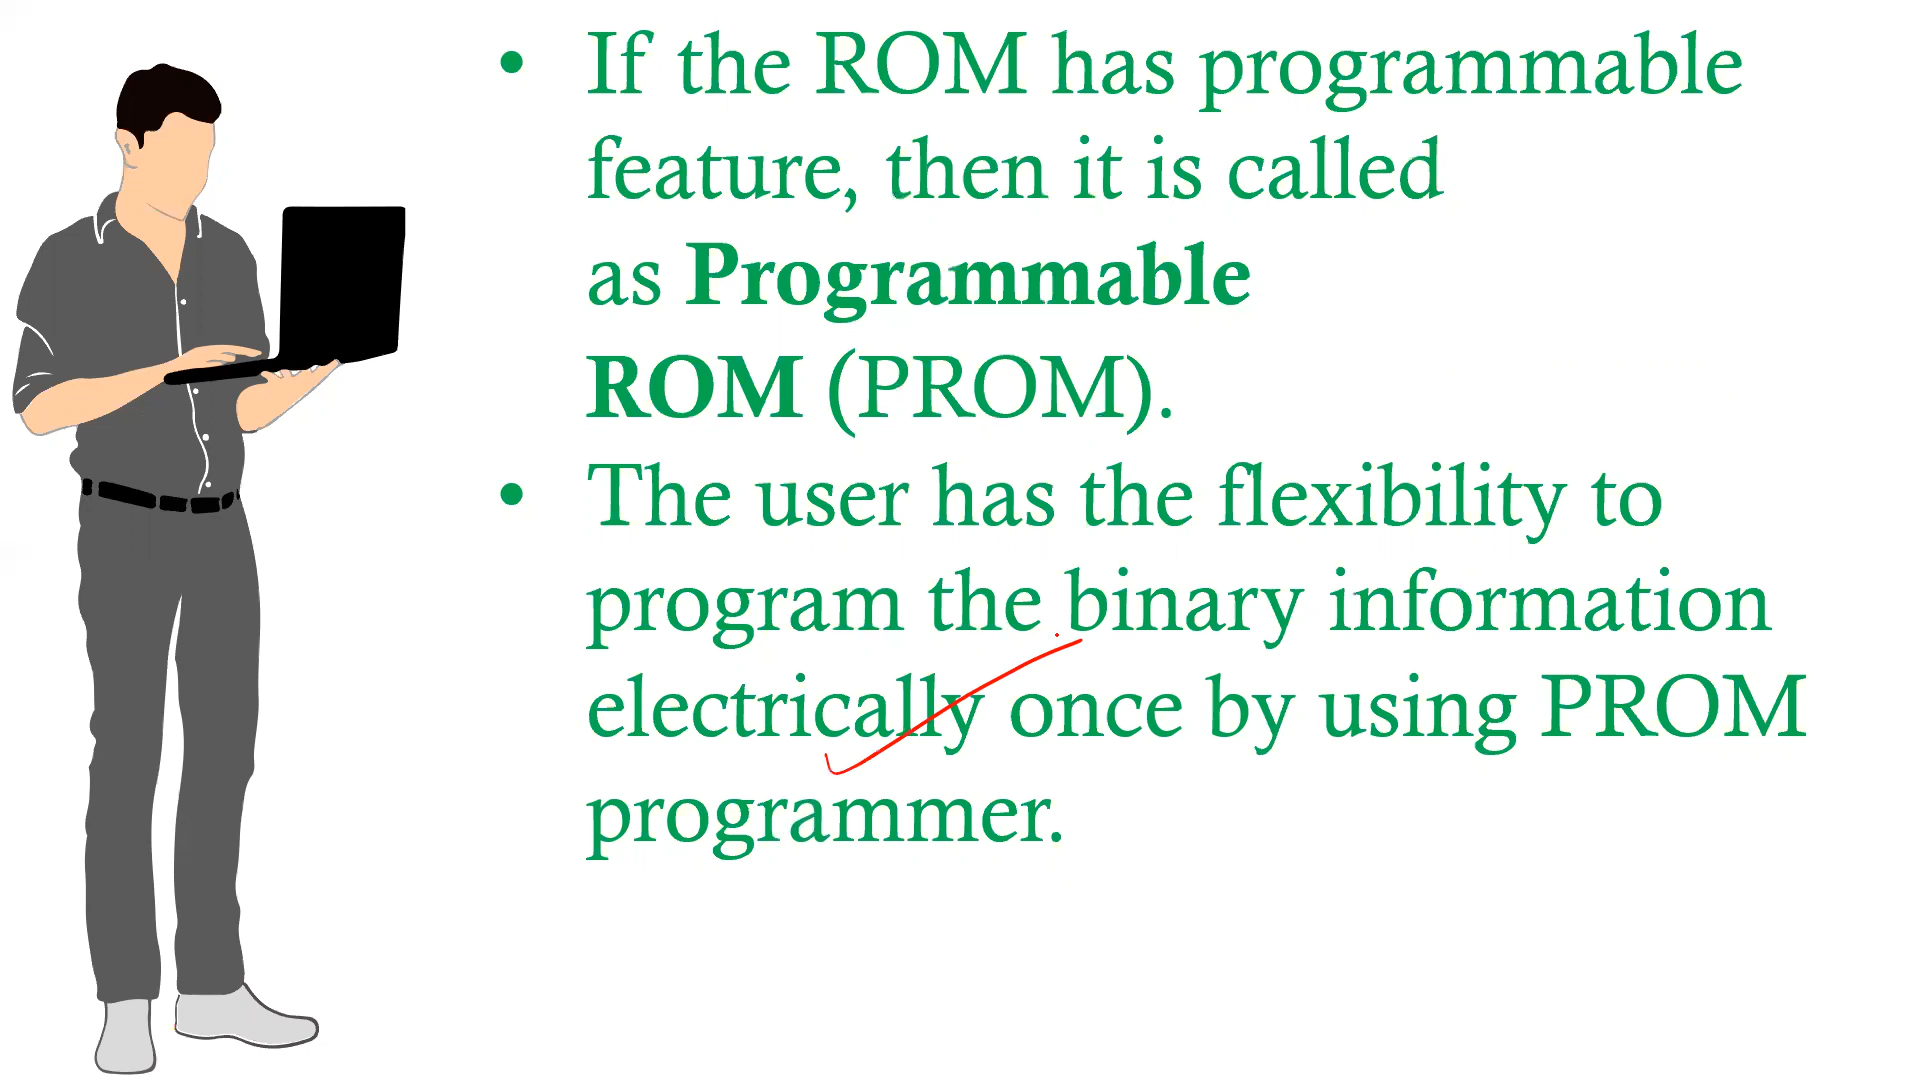 • If the ROM has programmable
feature, then it is called
as Programmable
ROM (PROM).
• The user has the flexibility to
program the binary information
electrically once by using PROM
programmer.